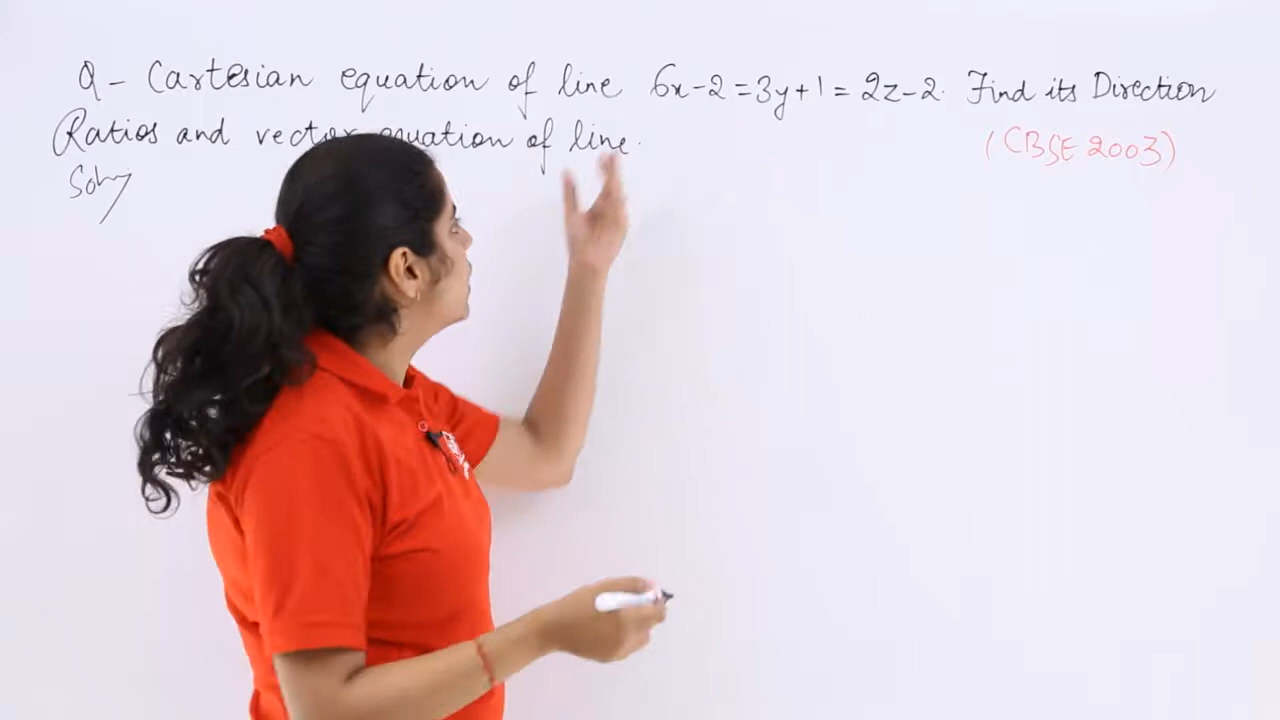 Q - Cartesian equation of line 6x-2=3y+1=2z-2. Find its Direction
Ratios and vector equation of line.
(CBSE 2003)
Soln